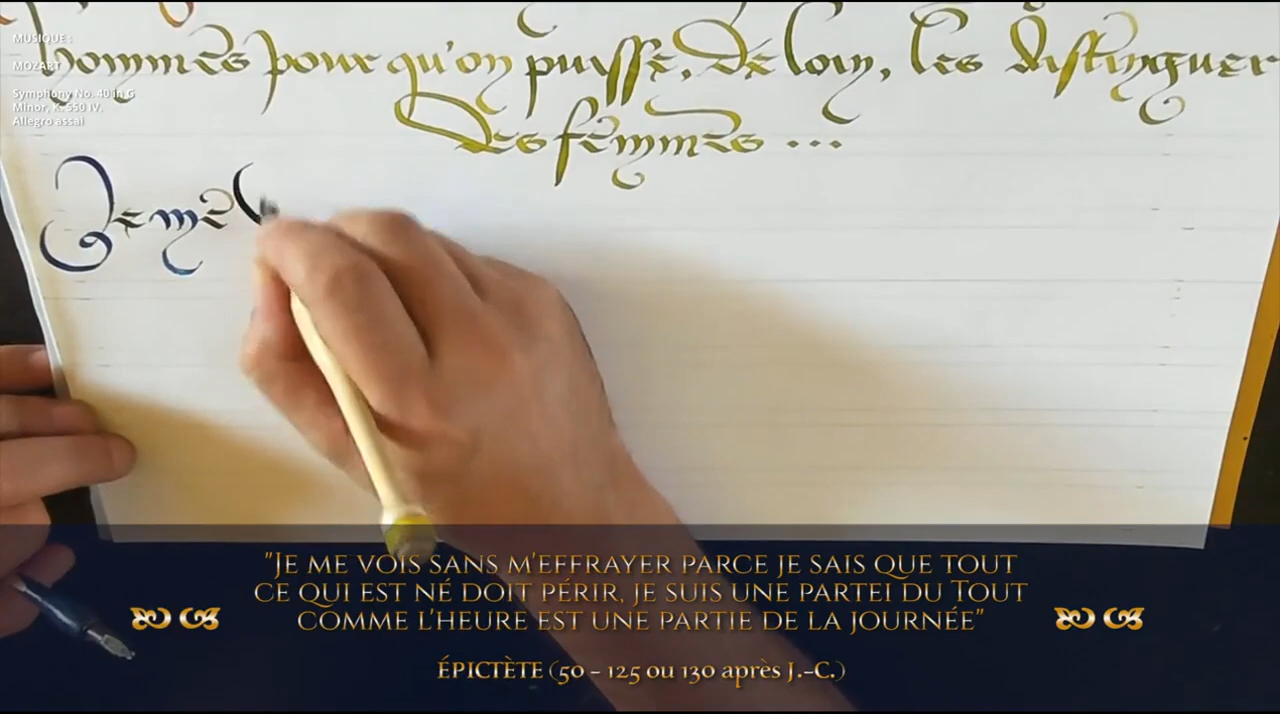 MUSIQUE :
MOZART
Symphony No. 40 in G
Minor, K. 550 IV.
Allegro assai
hommes pour qu'on puisse, de loin, les distinguer
des femmes ...
Je me v
"Je me vois sans m'effrayer parce je sais que tout
ce qui est né doit périr, je suis une partei du Tout
comme l'heure est une partie de la journée"
ÉPICTÈTE (50 - 125 ou 130 après J.-C.)